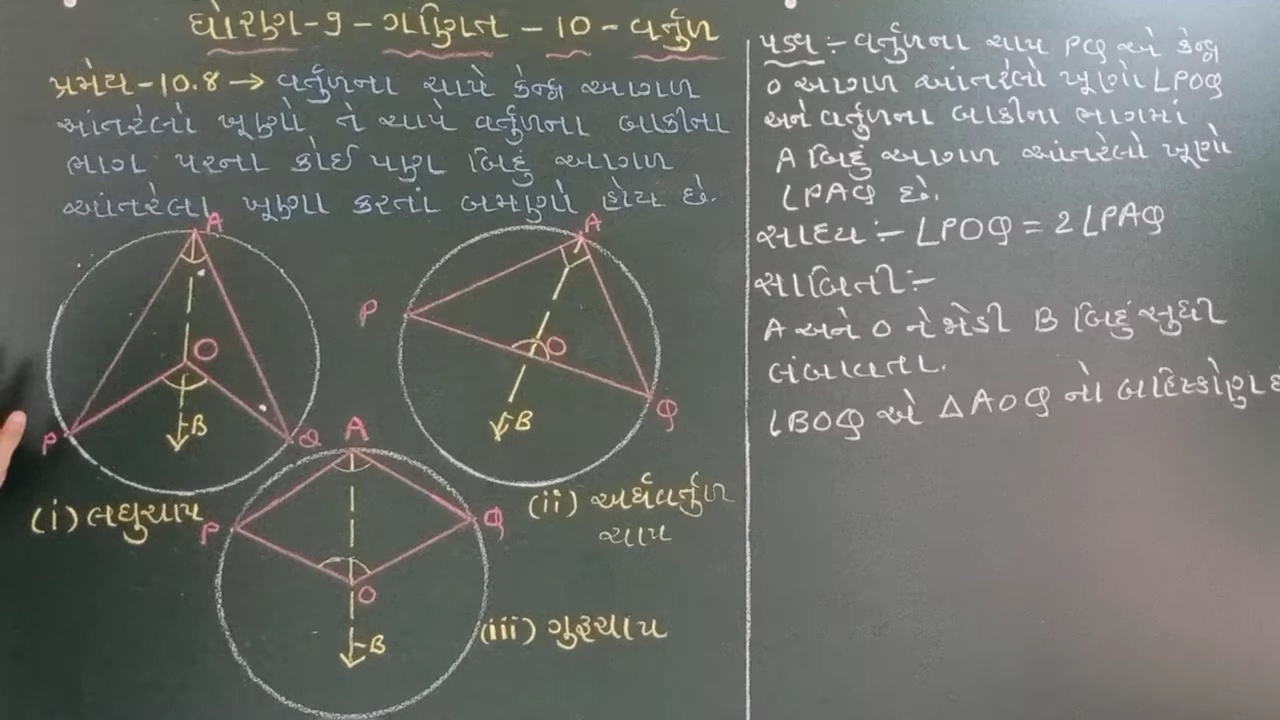 ધોરણ-9-ગણિત-10-વર્તુળ
પ્રમેય-10.8→ વર્તુળના ચાપે કેન્દ્ર આગળ
આંતરેલો ખૂણો તે ચાપે વર્તુળના બાકીના
ભાગ પરના કોઈ પણ બિંદુ આગળ
આંતરેલા ખૂણા કરતાં બમણો હોય છે.
A
O
B
P
Q
(i) લઘુચાપ
A
P
O
B
Q
(ii) અર્ધવર્તુળ
ચાપ
A
P
Q
O
B
(iii) ગુરુચાપ
પક્ષ :- વર્તુળના ચાપ PQ એ કેન્દ્ર
O આગળ આંતરેલો ખૂણો ∠POQ
અને વર્તુળના બાકીના ભાગમાં
A બિંદુ આગળ આંતરેલો ખૂણો
∠PAQ છે.
સાધ્ય :- ∠POQ = 2∠PAQ
સાબિતી :-
A અને O ને જોડી B બિંદુ સુધી
લંબાવતા.
∠BOQ એ △AOQ નો બહિષ્કોણ છે